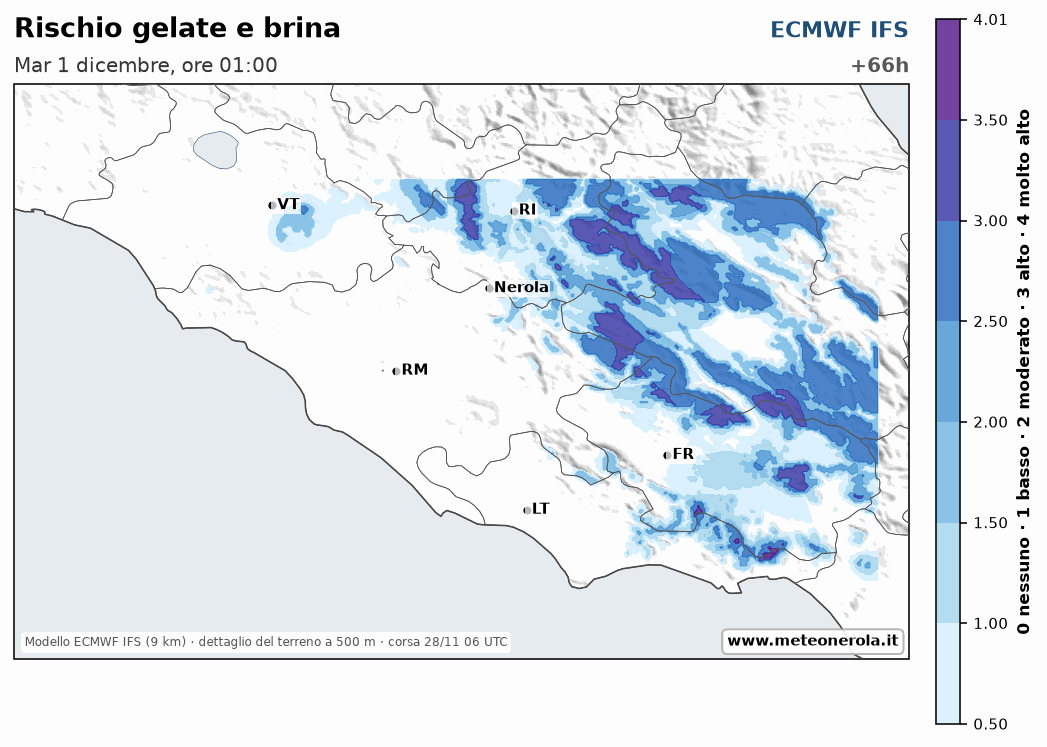 Rischio gelate e brina
ECMWF IFS
Mar 1 dicembre, ore 01:00
+66h
VT
RI
Nerola
RM
FR
LT
Modello ECMWF IFS (9 km) · dettaglio del terreno a 500 m · corsa 28/11 06 UTC
www.meteonerola.it
4.01
3.50
3.00
2.50
2.00
1.50
1.00
0.50
0 nessuno · 1 basso · 2 moderato · 3 alto · 4 molto alto